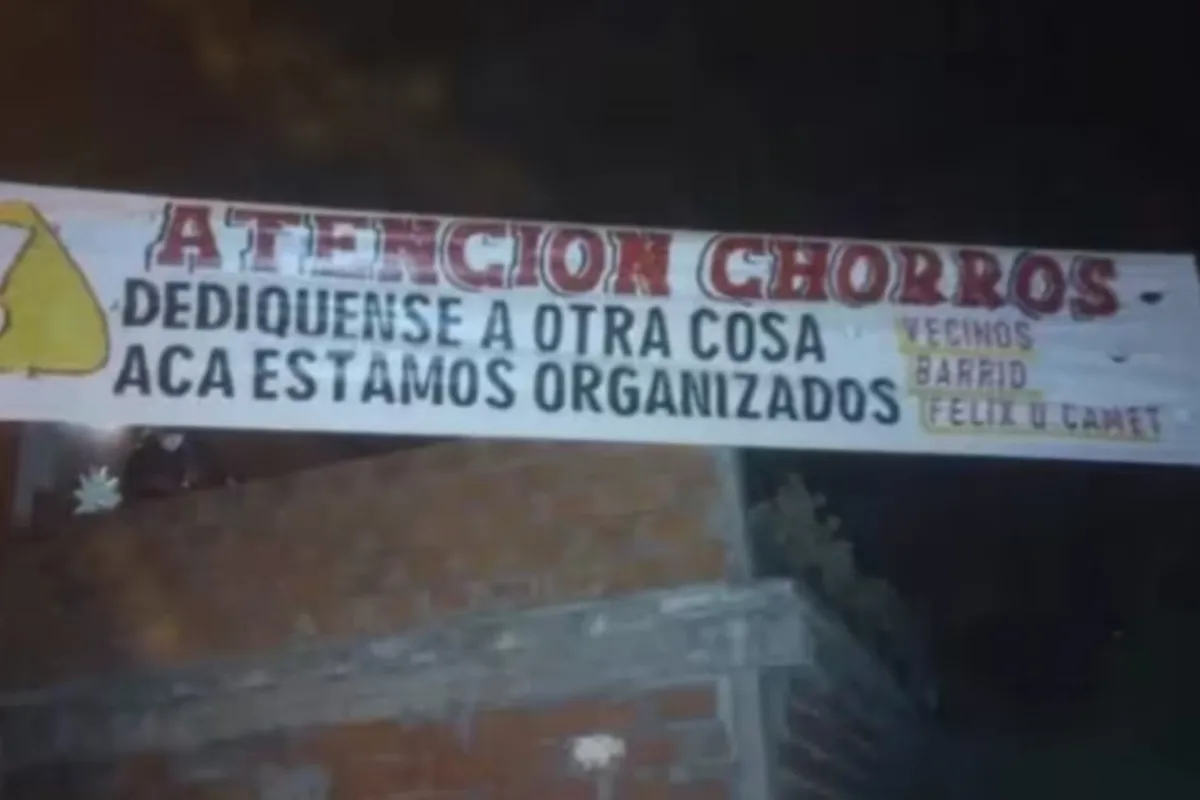 ATENCION CHORROS
DEDIQUENSE A OTRA COSA
ACA ESTAMOS ORGANIZADOS
VECINOS
BARRIO
FELIX U CAMET